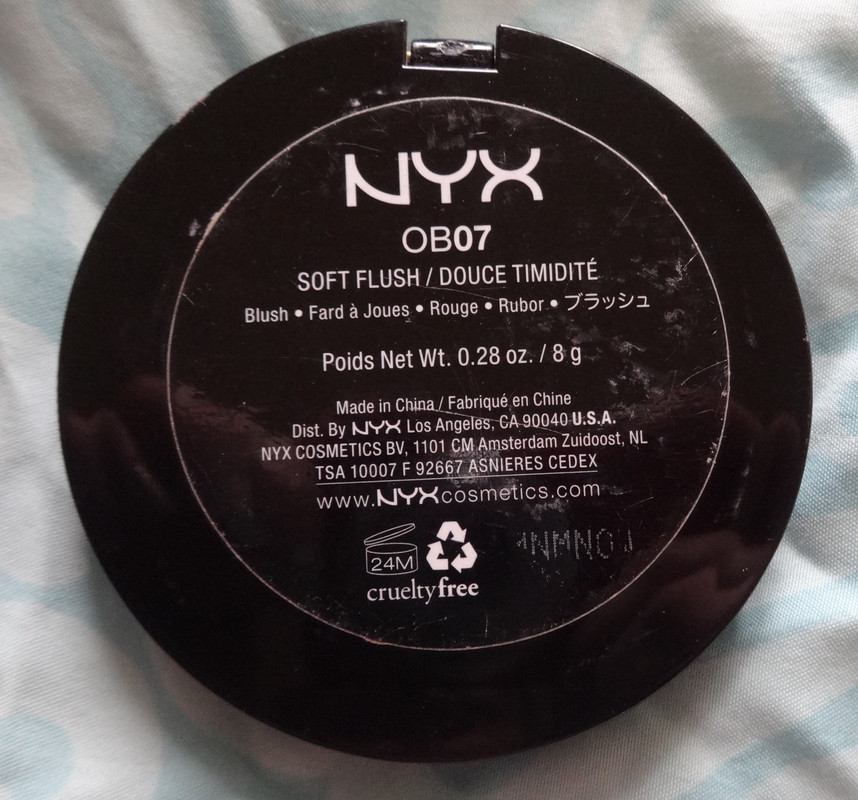 NYX
OB07
SOFT FLUSH / DOUCE TIMIDITÉ
Blush • Fard à Joues • Rouge • Rubor • ブラッシュ
Poids Net Wt. 0.28 oz. / 8 g
Made in China / Fabriqué en Chine
Dist. By NYX Los Angeles, CA 90040 U.S.A.
NYX COSMETICS BV, 1101 CM Amsterdam Zuidoost, NL
TSA 10007 F 92667 ASNIERES CEDEX
www.NYXcosmetics.com
24M
crueltyfree